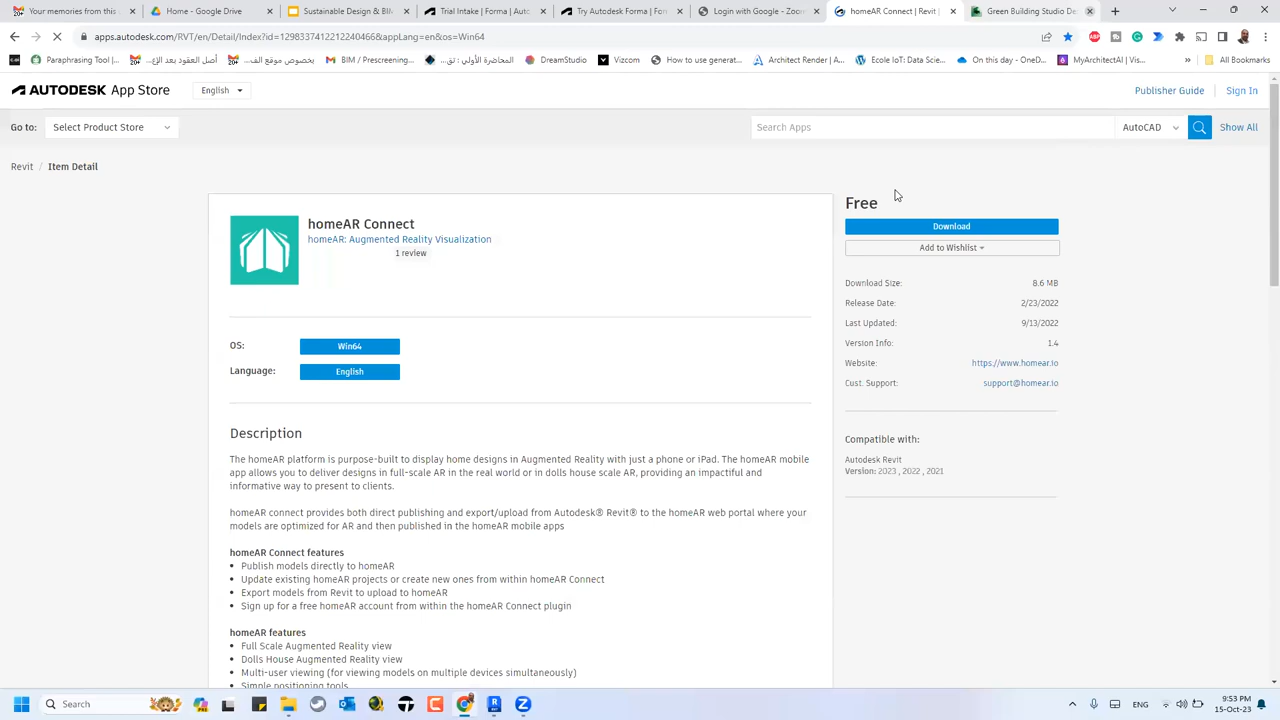 Your memories from this
Home - Google Drive
Sustainable Design & BIM
Trial Intake | Forma | Autod
Try Autodesk Forma | Form
Login with Google - Zoom
homeAR Connect | Revit |
Green Building Studio Des
apps.autodesk.com/RVT/en/Detail/Index?id=1298337412212240466&appLang=en&os=Win64
Paraphrasing Tool |...
أصل العقود بعد الإع...
بخصوص موقع الف...
BIM / Prescreening...
المحاضرة الأولي : تق...
DreamStudio
Vizcom
How to use generat...
Architect Render (A...
Ecole IoT: Data Scie...
On this day - OneD...
MyArchitectAI | Vis...
All Bookmarks
AUTODESK App Store
English
Publisher Guide
Sign In
Go to:
Select Product Store
Search Apps
AutoCAD
Show All
Revit / Item Detail
homeAR Connect
homeAR: Augmented Reality Visualization
1 review
Free
Download
Add to Wishlist
Download Size: 8.6 MB
Release Date: 2/23/2022
Last Updated: 9/13/2022
Version Info: 1.4
Website: https://www.homear.io
Cust. Support: support@homear.io
Compatible with:
Autodesk Revit
Version: 2023 , 2022 , 2021
OS: Win64
Language: English
Description
The homeAR platform is purpose-built to display home designs in Augmented Reality with just a phone or iPad. The homeAR mobile
app allows you to deliver designs in full-scale AR in the real world or in dolls house scale AR, providing an impactful and
informative way to present to clients.
homeAR connect provides both direct publishing and export/upload from Autodesk® Revit® to the homeAR web portal where your
models are optimized for AR and then published in the homeAR mobile apps
homeAR Connect features
Publish models directly to homeAR
Update existing homeAR projects or create new ones from within homeAR Connect
Export models from Revit to upload to homeAR
Sign up for a free homeAR account from within the homeAR Connect plugin
homeAR features
Full Scale Augmented Reality view
Dolls House Augmented Reality view
Multi-user viewing (for viewing models on multiple devices simultaneously)
Simple positioning tools
Search
ENG
9:53 PM
15-Oct-23